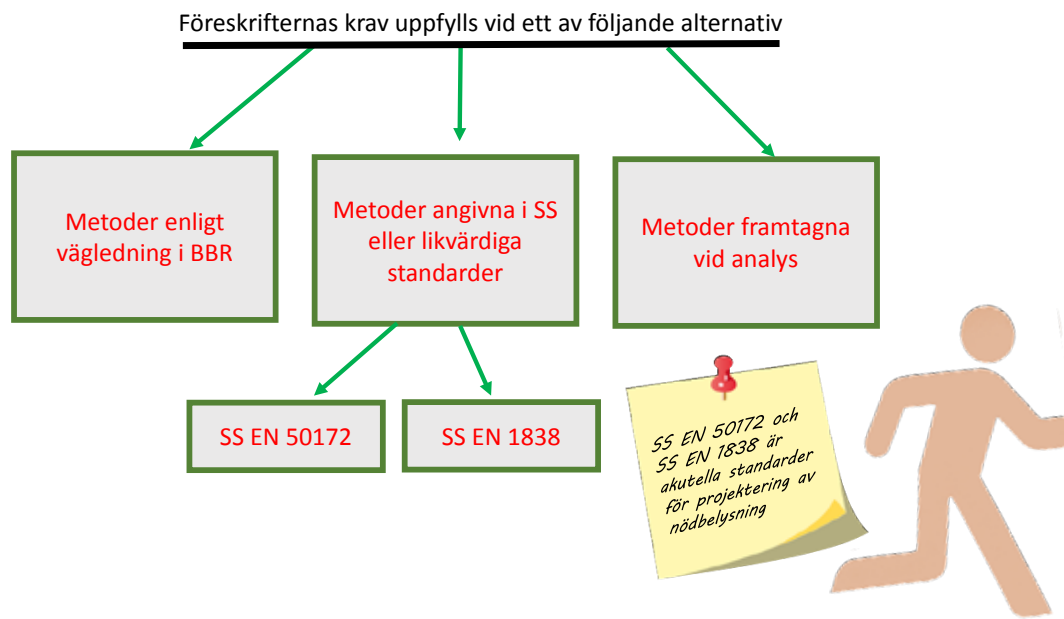 Föreskrifternas krav uppfylls vid ett av följande alternativ
Metoder enligt
vägledning i BBR
Metoder angivna i SS
eller likvärdiga
standarder
Metoder framtagna
vid analys
SS EN 50172
SS EN 1838
SS EN 50172 och
SS EN 1838 är
akutella standarder
för projektering av
nödbelysning